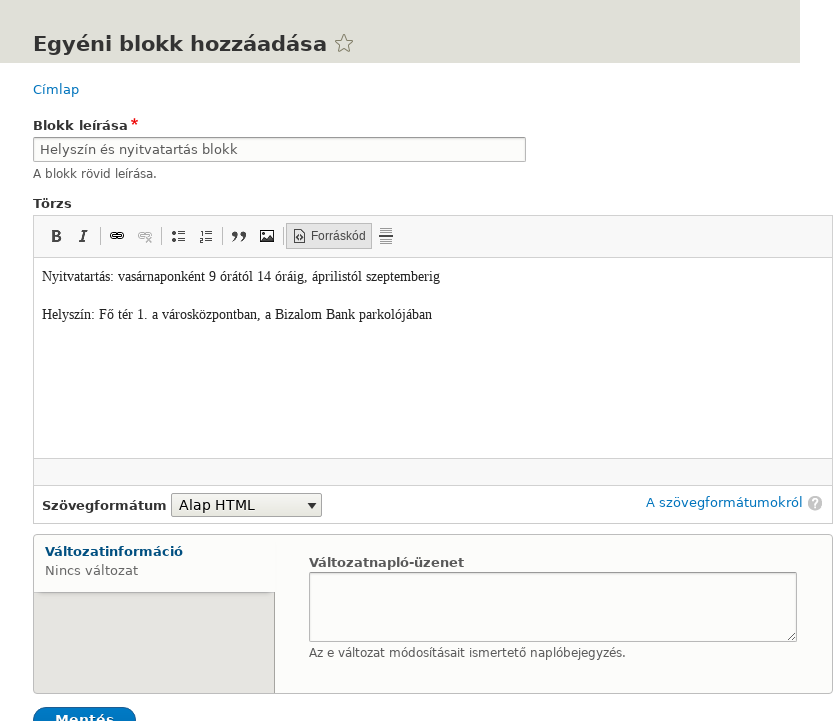 Egyéni blokk hozzáadása
Címlap
Blokk leírása*
Helyszín és nyitvatartás blokk
A blokk rövid leírása.
Törzs
B I Forráskód
Nyitvatartás: vasárnaponként 9 órától 14 óráig, áprilistól szeptemberig
Helyszín: Fő tér 1. a városközpontban, a Bizalom Bank parkolójában
Szövegformátum Alap HTML A szövegformátumokról ?
Változatinformáció
Nincs változat
Változatnapló-üzenet
Az e változat módosításait ismertető naplóbejegyzés.
Mentés